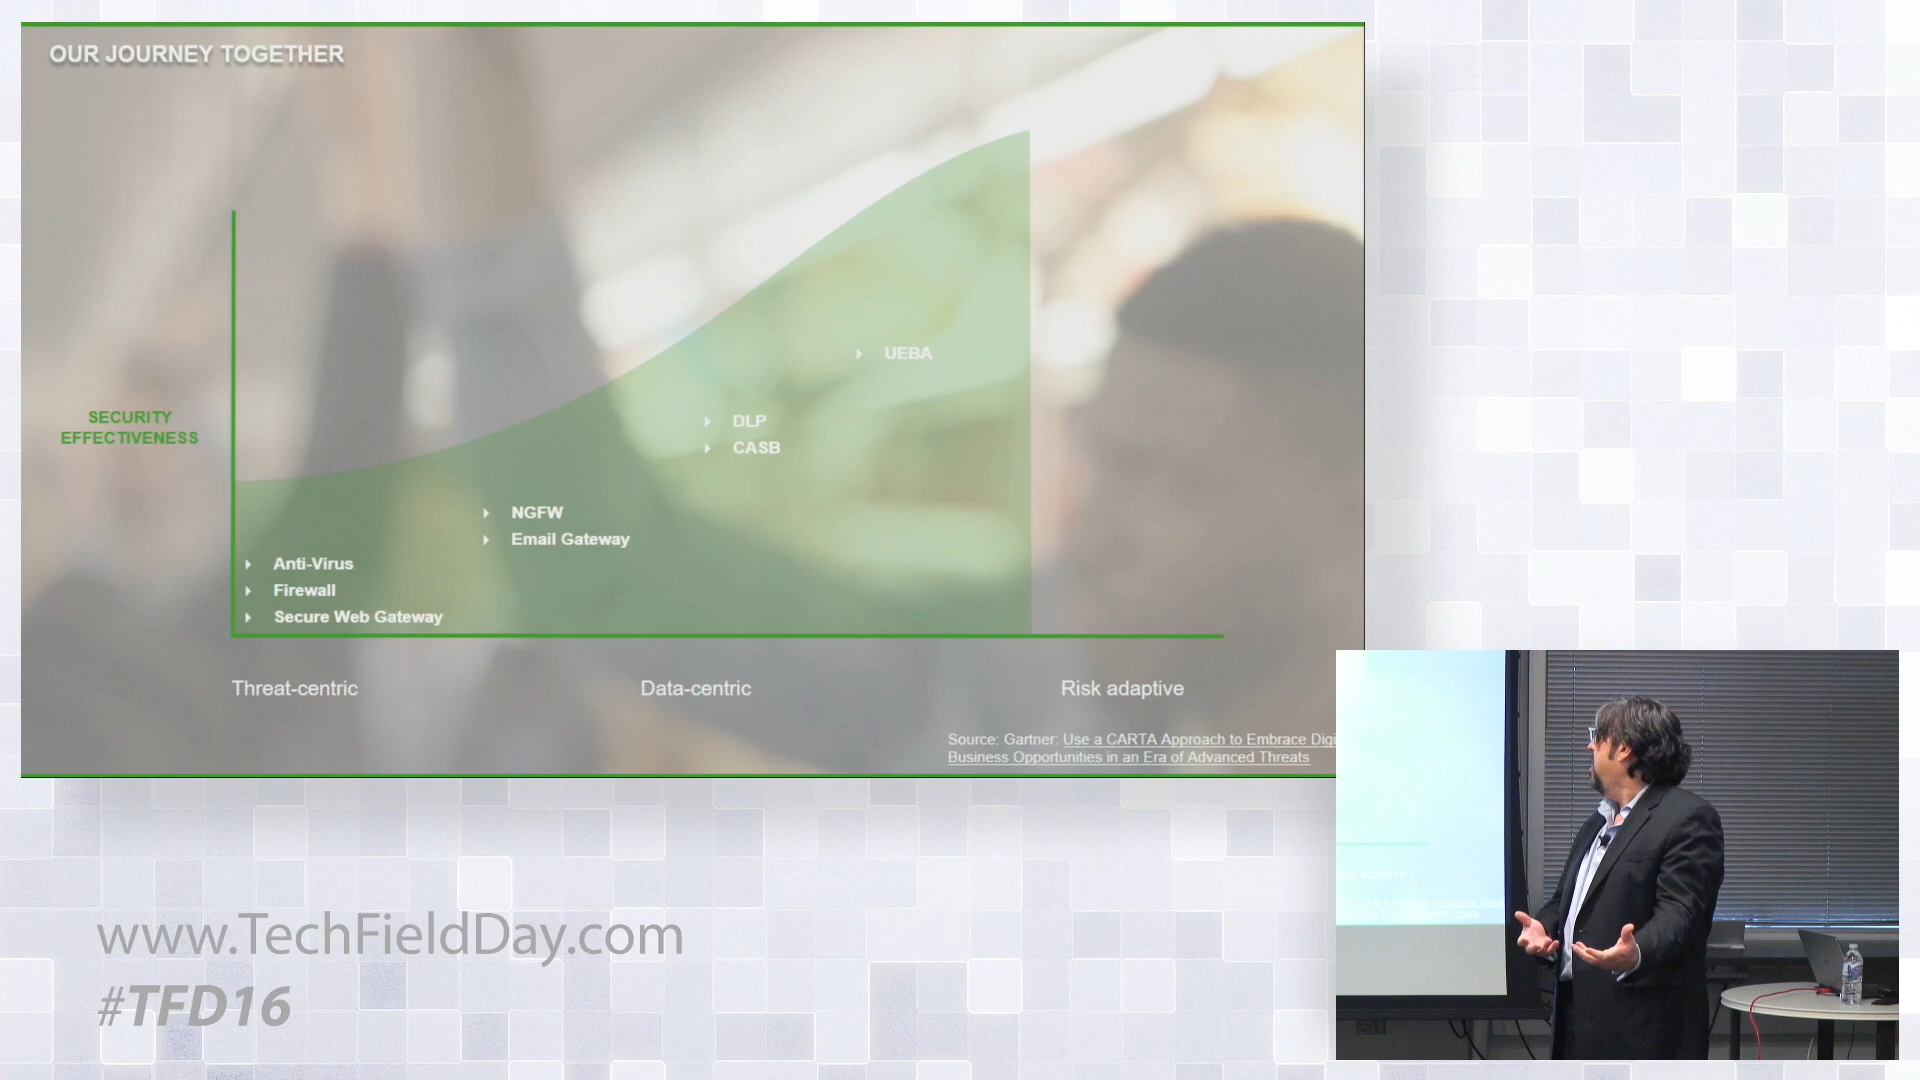 OUR JOURNEY TOGETHER
SECURITY
EFFECTIVENESS
UEBA
DLP
CASB
NGFW
Email Gateway
Anti-Virus
Firewall
Secure Web Gateway
Threat-centric
Data-centric
Risk adaptive
Source: Gartner: Use a CARTA Approach to Embrace Digi
Business Opportunities in an Era of Advanced Threats
www.TechFieldDay.com
#TFD16